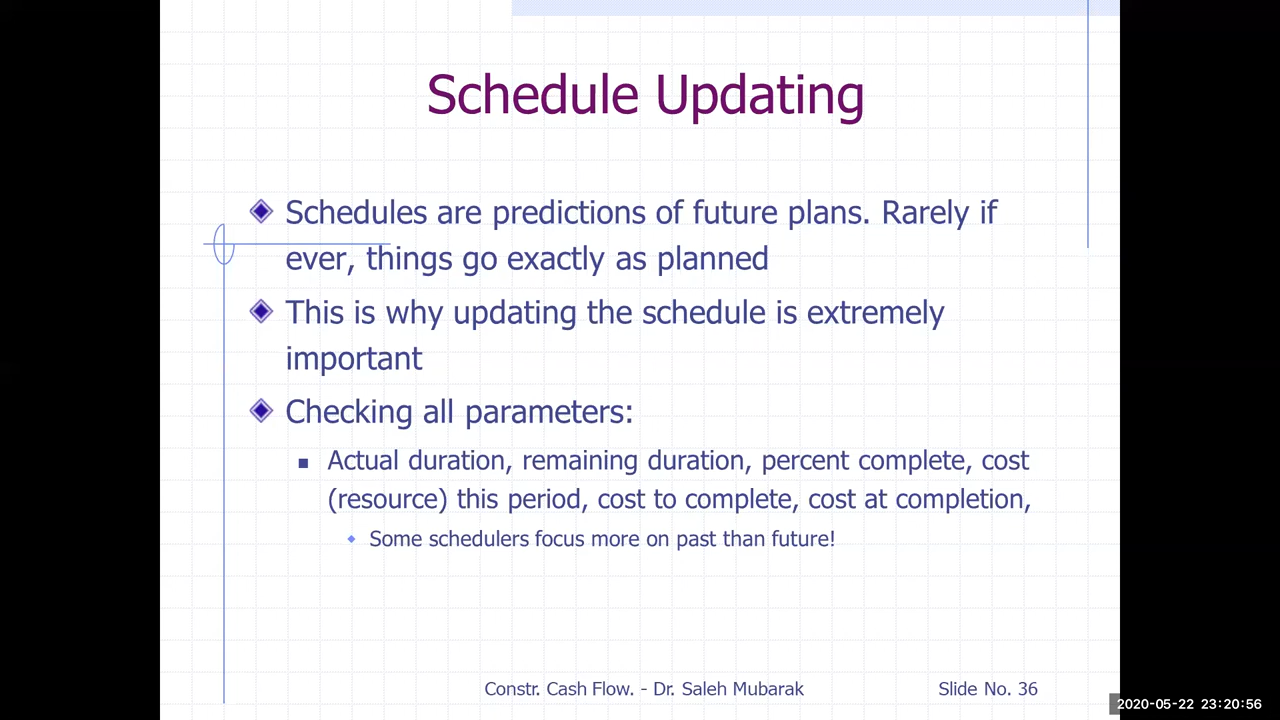 Schedule Updating
Schedules are predictions of future plans. Rarely if
ever, things go exactly as planned
This is why updating the schedule is extremely
important
Checking all parameters:
Actual duration, remaining duration, percent complete, cost
(resource) this period, cost to complete, cost at completion,
Some schedulers focus more on past than future!
Constr. Cash Flow. - Dr. Saleh Mubarak
Slide No. 36
2020-05-22 23:20:56